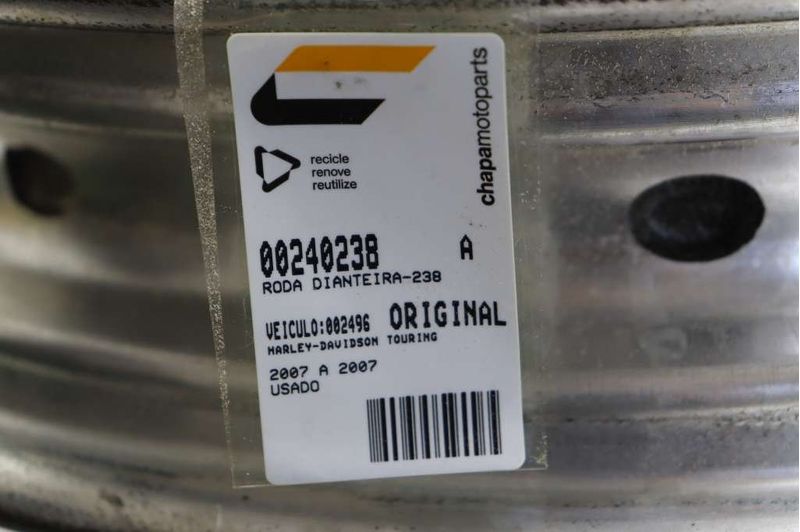 chapamotoparts
recicle
renove
reutilize
00240238 A
RODA DIANTEIRA-238
VEICULO:002496 ORIGINAL
HARLEY-DAVIDSON TOURING
2007 A 2007
USADO